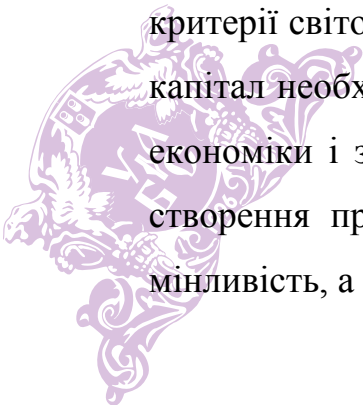 критерії світо
капітал необх
економіки і з
створення пр
мінливість, а